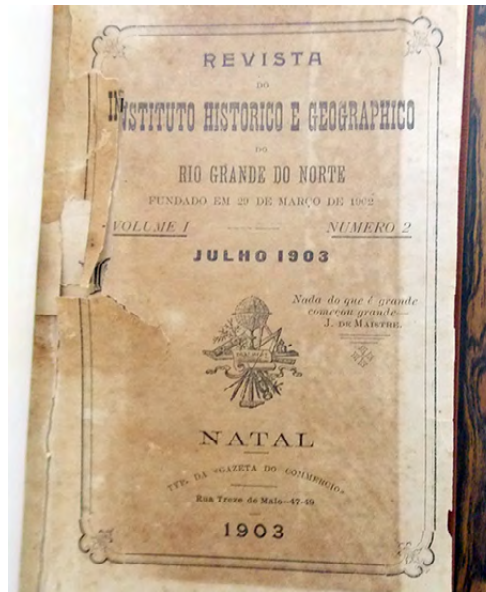 REVISTA
DO
INSTITUTO HISTORICO E GEOGRAPHICO
DO
RIO GRANDE DO NORTE
FUNDADO EM 29 DE MARÇO DE 1902
VOLUME I NUMERO 2
JULHO 1903
Nada do que é grande
começou grande—
J. DE MAISTRE.
NATAL
TYP. DA «GAZETA DO COMMERCIO»
Rua Treze de Maio—47-49
1903